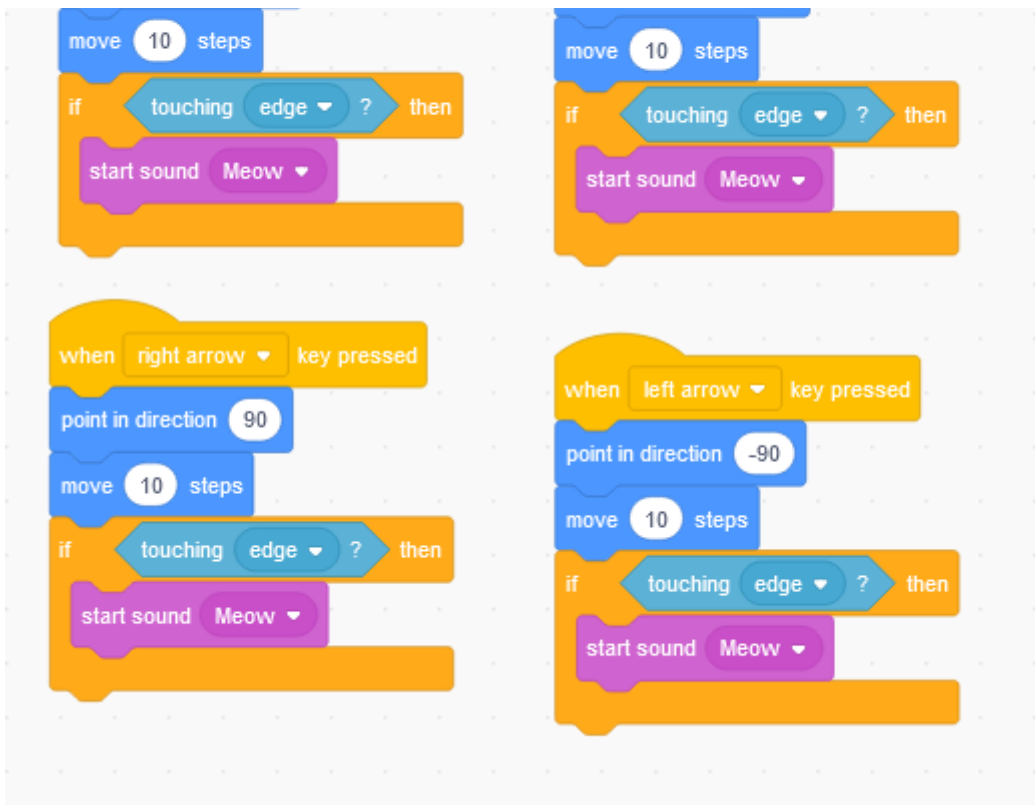 move 10 steps
if touching edge ? then
start sound Meow
move 10 steps
if touching edge ? then
start sound Meow
when right arrow key pressed
point in direction 90
move 10 steps
if touching edge ? then
start sound Meow
when left arrow key pressed
point in direction -90
move 10 steps
if touching edge ? then
start sound Meow